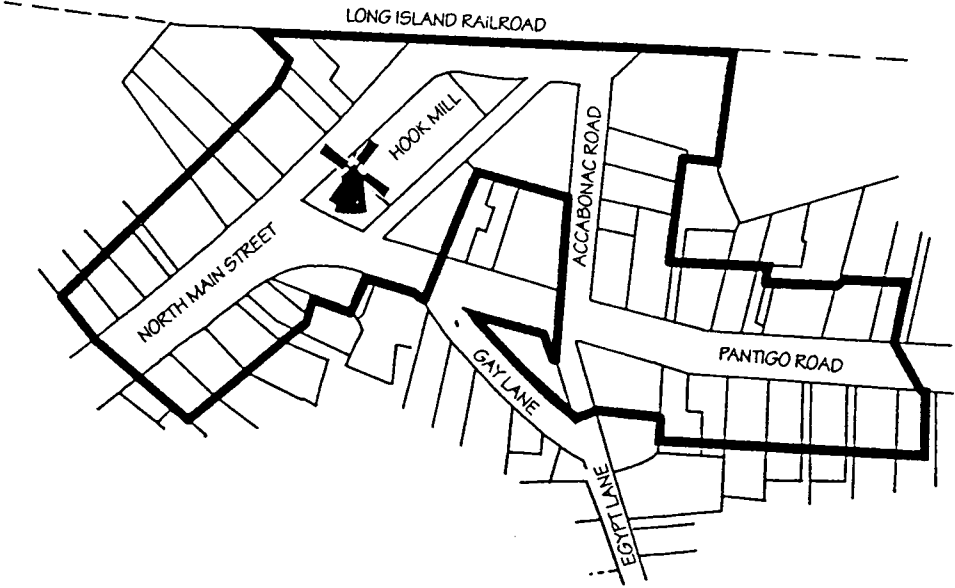 LONG ISLAND RAILROAD
HOOK MILL
ACCABONAC ROAD
NORTH MAIN STREET
PANTIGO ROAD
GAY LANE
EGYPT LANE